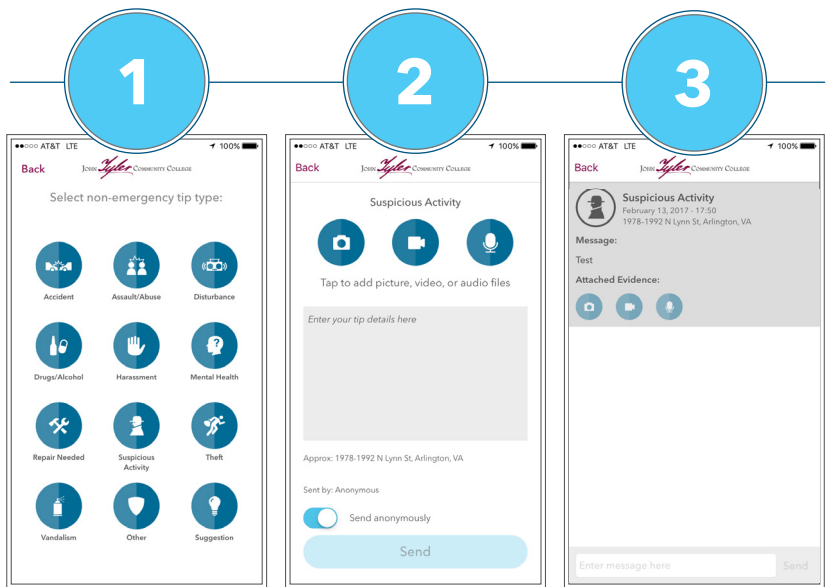 1
2
3
●●○○○ AT&T LTE 100%
Back
John Tyler Community College
Select non-emergency tip type:
Accident
Assault/Abuse
Disturbance
Drugs/Alcohol
Harassment
Mental Health
Repair Needed
Suspicious
Activity
Theft
Vandalism
Other
Suggestion
●●○○○ AT&T LTE 100%
Back
John Tyler Community College
Suspicious Activity
Tap to add picture, video, or audio files
Enter your tip details here
Approx: 1978-1992 N Lynn St, Arlington, VA
Sent by: Anonymous
Send anonymously
Send
●●○○○ AT&T LTE 100%
Back
John Tyler Community College
Suspicious Activity
February 13, 2017 - 17:50
1978-1992 N Lynn St, Arlington, VA
Message:
Test
Attached Evidence:
Enter message here
Send